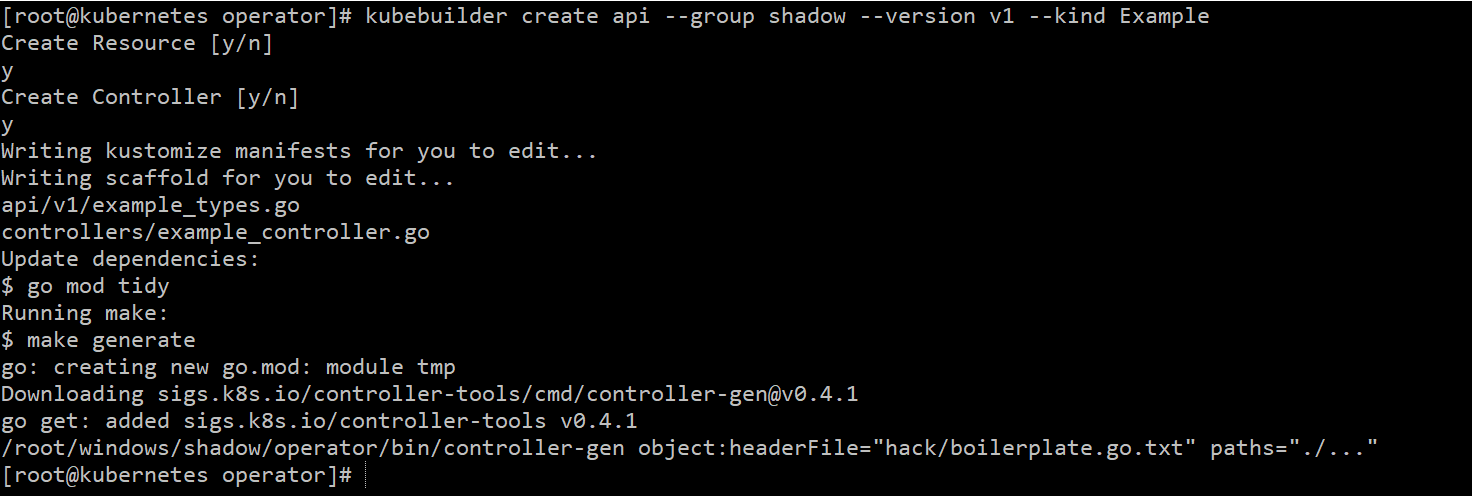 [root@kubernetes operator]# kubebuilder create api --group shadow --version v1 --kind Example
Create Resource [y/n]
y
Create Controller [y/n]
y
Writing kustomize manifests for you to edit...
Writing scaffold for you to edit...
api/v1/example_types.go
controllers/example_controller.go
Update dependencies:
$ go mod tidy
Running make:
$ make generate
go: creating new go.mod: module tmp
Downloading sigs.k8s.io/controller-tools/cmd/controller-gen@v0.4.1
go get: added sigs.k8s.io/controller-tools v0.4.1
/root/windows/shadow/operator/bin/controller-gen object:headerFile="hack/boilerplate.go.txt" paths="./..."
[root@kubernetes operator]#